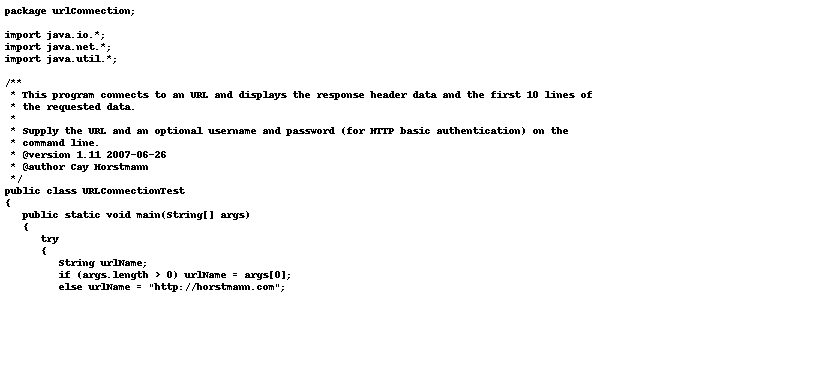 package urlConnection;

import java.io.*;
import java.net.*;
import java.util.*;

/**
 * This program connects to an URL and displays the response header data and the first 10 lines of
 * the requested data.
 *
 * Supply the URL and an optional username and password (for HTTP basic authentication) on the
 * command line.
 * @version 1.11 2007-06-26
 * @author Cay Horstmann
 */
public class URLConnectionTest
{
   public static void main(String[] args)
   {
      try
      {
         String urlName;
         if (args.length > 0) urlName = args[0];
         else urlName = "http://horstmann.com";